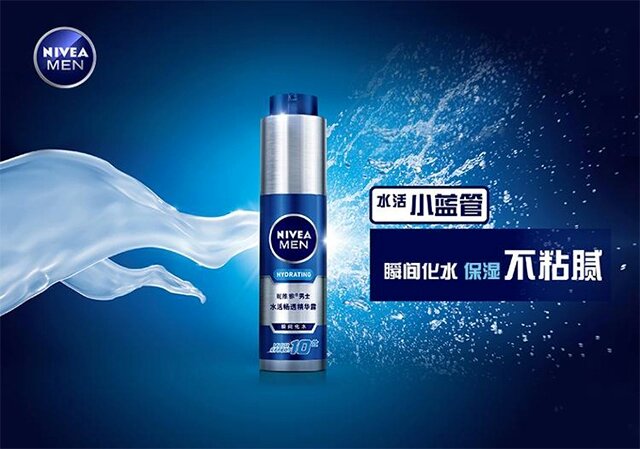 NIVEA
MEN
水活 小蓝管
瞬间化水 保湿 不粘腻
NIVEA
MEN
HYDRATING
妮维雅®男士
水活畅透精华露
瞬间化水